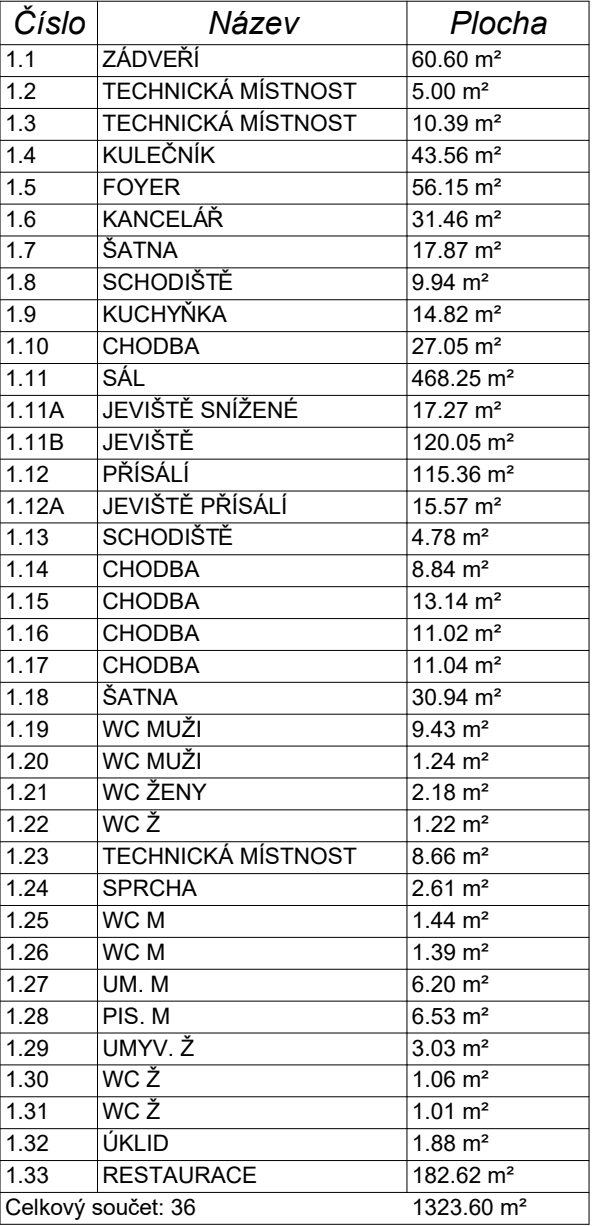 Číslo Název Plocha
1.1 ZÁDVEŘÍ 60.60 m²
1.2 TECHNICKÁ MÍSTNOST 5.00 m²
1.3 TECHNICKÁ MÍSTNOST 10.39 m²
1.4 KULEČNÍK 43.56 m²
1.5 FOYER 56.15 m²
1.6 KANCELÁŘ 31.46 m²
1.7 ŠATNA 17.87 m²
1.8 SCHODIŠTĚ 9.94 m²
1.9 KUCHYŇKA 14.82 m²
1.10 CHODBA 27.05 m²
1.11 SÁL 468.25 m²
1.11A JEVIŠTĚ SNÍŽENÉ 17.27 m²
1.11B JEVIŠTĚ 120.05 m²
1.12 PŘÍSÁLÍ 115.36 m²
1.12A JEVIŠTĚ PŘÍSÁLÍ 15.57 m²
1.13 SCHODIŠTĚ 4.78 m²
1.14 CHODBA 8.84 m²
1.15 CHODBA 13.14 m²
1.16 CHODBA 11.02 m²
1.17 CHODBA 11.04 m²
1.18 ŠATNA 30.94 m²
1.19 WC MUŽI 9.43 m²
1.20 WC MUŽI 1.24 m²
1.21 WC ŽENY 2.18 m²
1.22 WC Ž 1.22 m²
1.23 TECHNICKÁ MÍSTNOST 8.66 m²
1.24 SPRCHA 2.61 m²
1.25 WC M 1.44 m²
1.26 WC M 1.39 m²
1.27 UM. M 6.20 m²
1.28 PIS. M 6.53 m²
1.29 UMYV. Ž 3.03 m²
1.30 WC Ž 1.06 m²
1.31 WC Ž 1.01 m²
1.32 ÚKLID 1.88 m²
1.33 RESTAURACE 182.62 m²
Celkový součet: 36 1323.60 m²